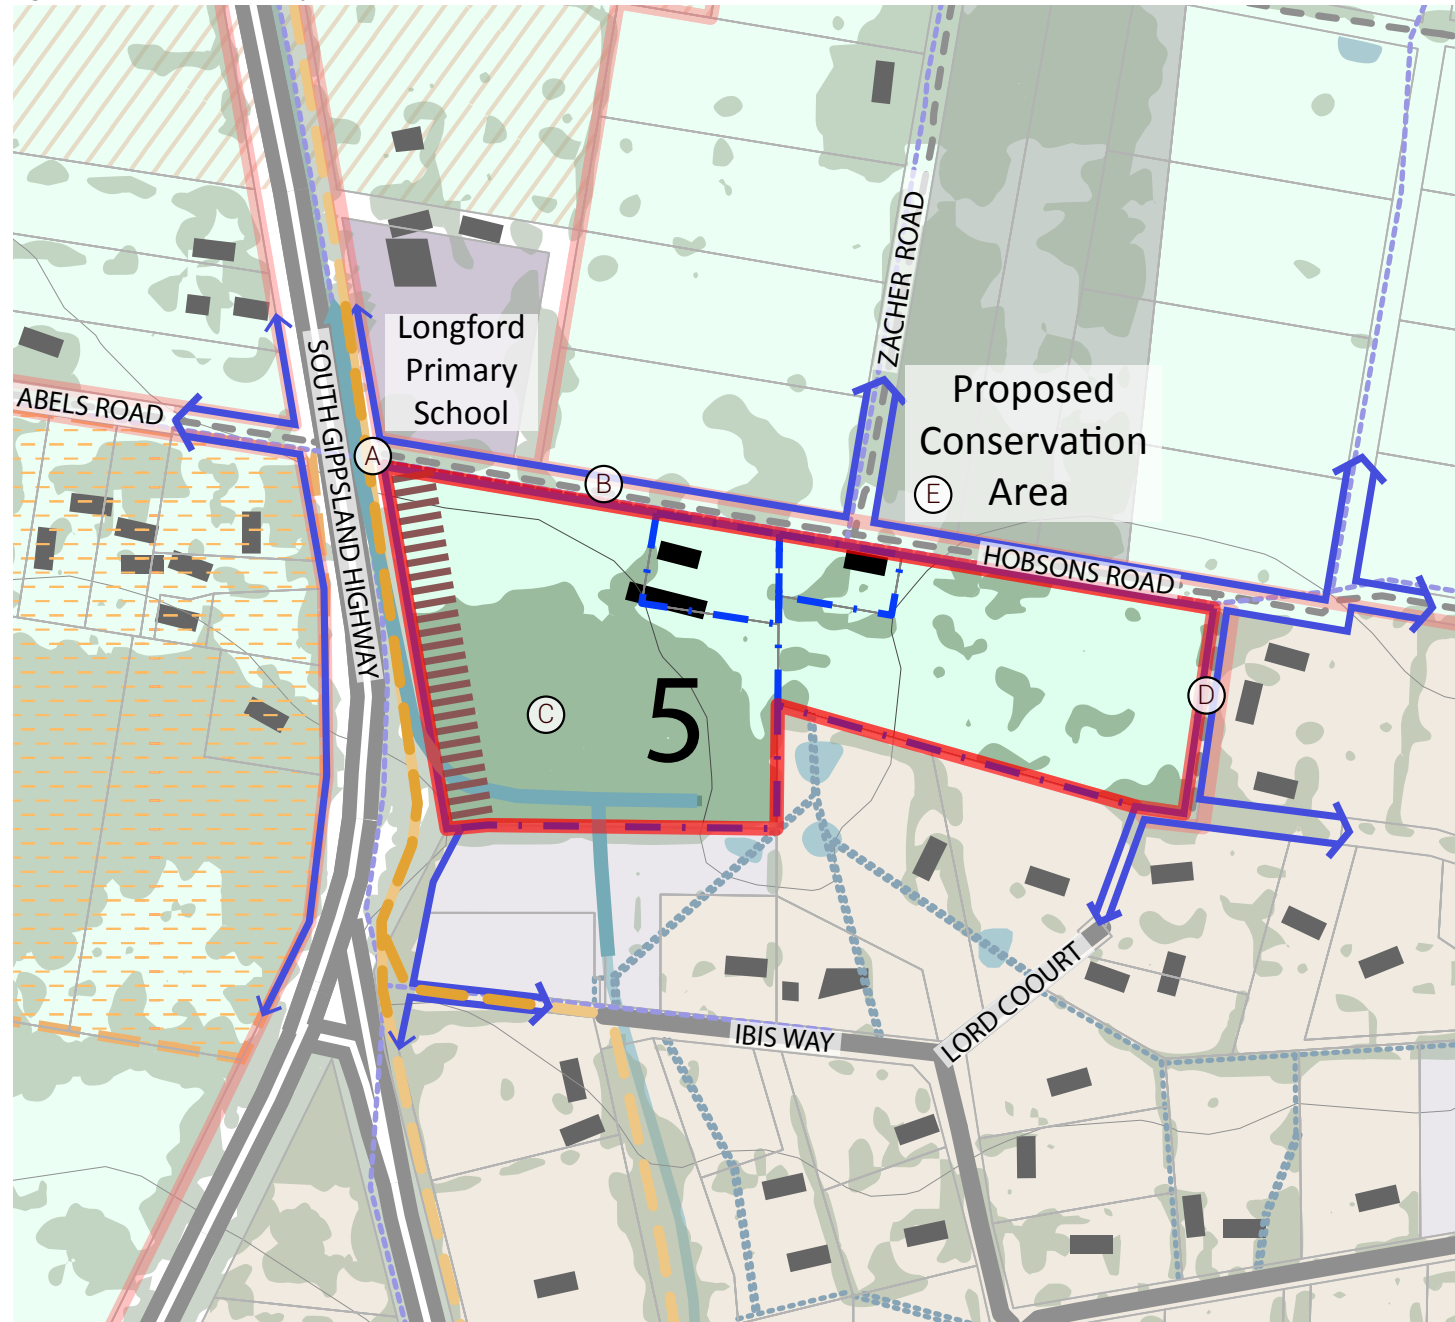 ZACHER ROAD
Longford
Primary
School
SOUTH GIPPSLAND HIGHWAY
ABELS ROAD
Proposed
Conservation
Area
A
B
E
HOBSONS ROAD
5
C
D
LORD COOURT
IBIS WAY